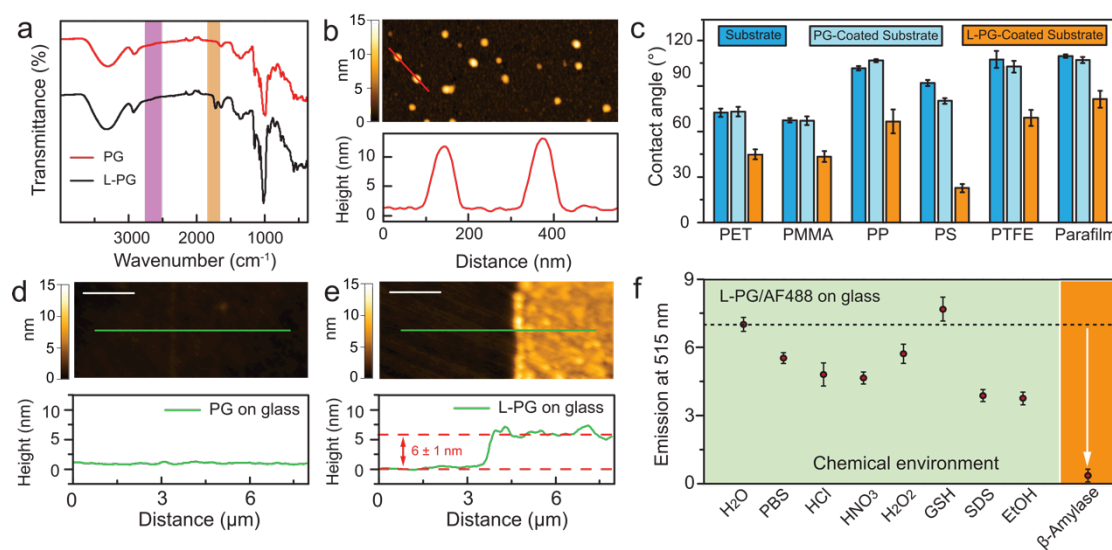 a
Transmittance (%)
PG
L-PG
3000
2000
1000
Wavenumber (cm⁻¹)
b
nm
15
10
5
0
Height (nm)
10
5
0
0
200
400
Distance (nm)
c
Substrate
PG-Coated Substrate
L-PG-Coated Substrate
Contact angle (°)
120
90
60
30
0
PET
PMMA
PP
PS
PTFE
Parafilm
d
nm
15
10
5
0
Height (nm)
10
5
0
PG on glass
0
3
6
Distance (µm)
e
nm
15
10
5
0
Height (nm)
10
5
0
L-PG on glass
6 ± 1 nm
0
3
6
Distance (µm)
f
L-PG/AF488 on glass
Emission at 515 nm
9
6
3
0
Chemical environment
H₂O
PBS
HCl
HNO₃
H₂O₂
GSH
SDS
EtOH
β-Amylase